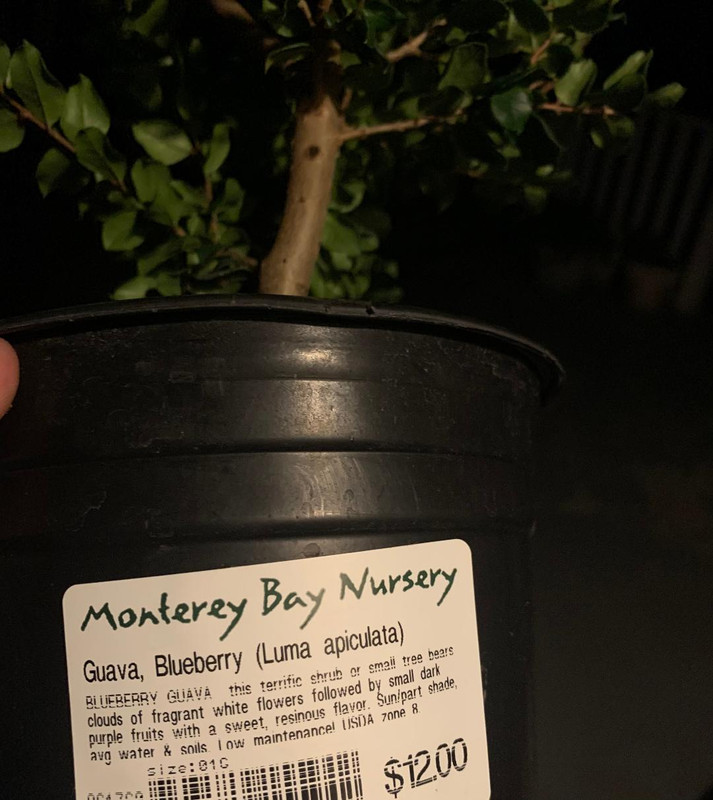 Monterey Bay Nursery
Guava, Blueberry (Luma apiculata)
BLUEBERRY GUAVA this terrific shrub or small tree bears
clouds of fragrant white flowers followed by small dark
purple fruits with a sweet, resinous flavor. Sun/part shade,
avg water & soils. Low maintenance! USDA zone 8.
size:01G
$12.00